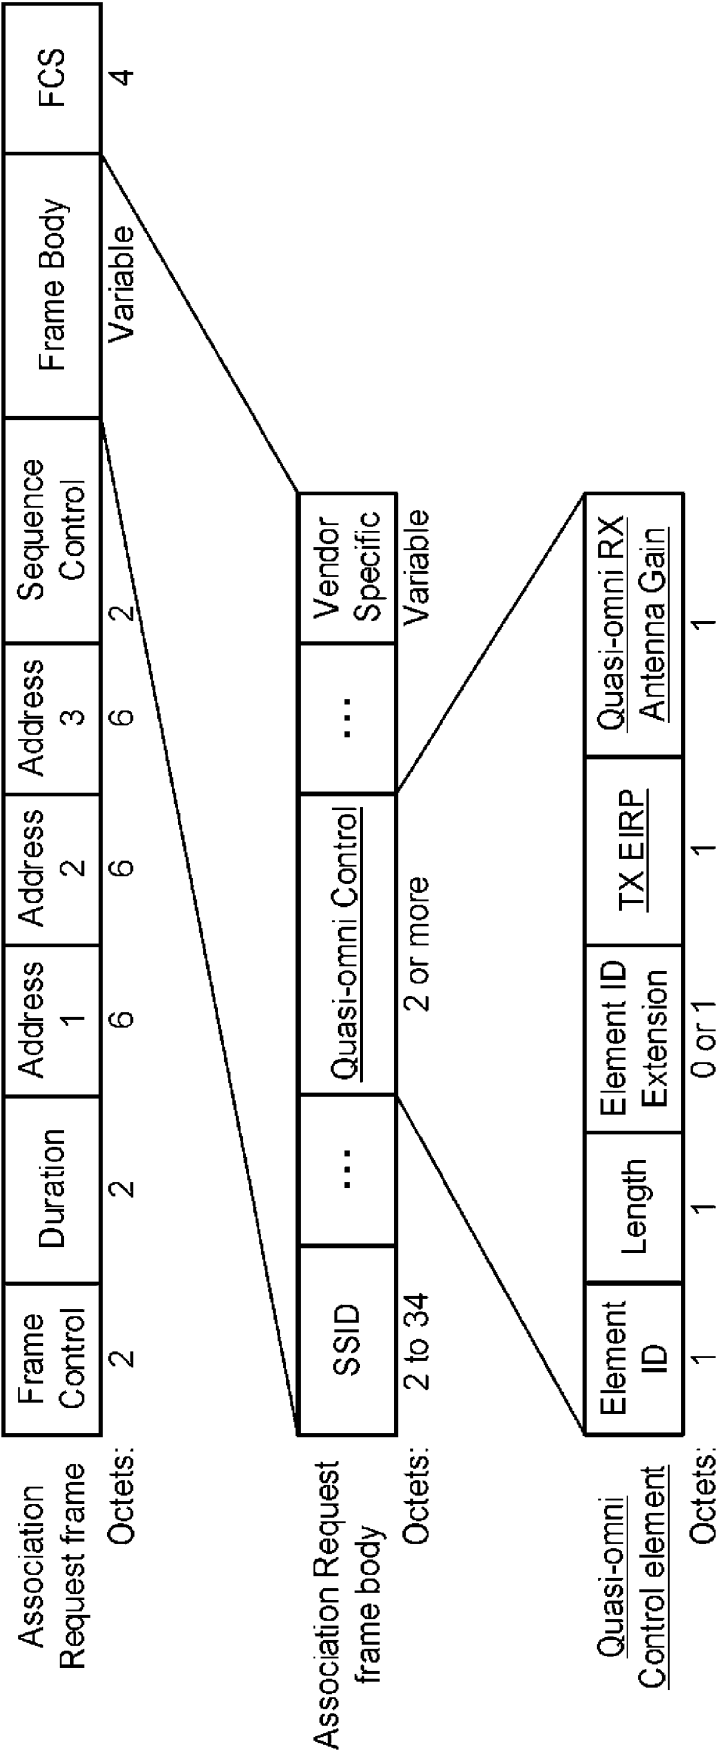 Association
Request frame
Frame
Control
Duration
Address
1
Address
2
Address
3
Sequence
Control
Frame Body
FCS
Octets:
2
2
6
6
6
2
Variable
4
Association Request
frame body
SSID
...
Quasi-omni Control
...
Vendor
Specific
Octets:
2 to 34
2 or more
Variable
Quasi-omni
Control element
Element
ID
Length
Element ID
Extension
TX EIRP
Quasi-omni RX
Antenna Gain
Octets:
1
1
0 or 1
1
1